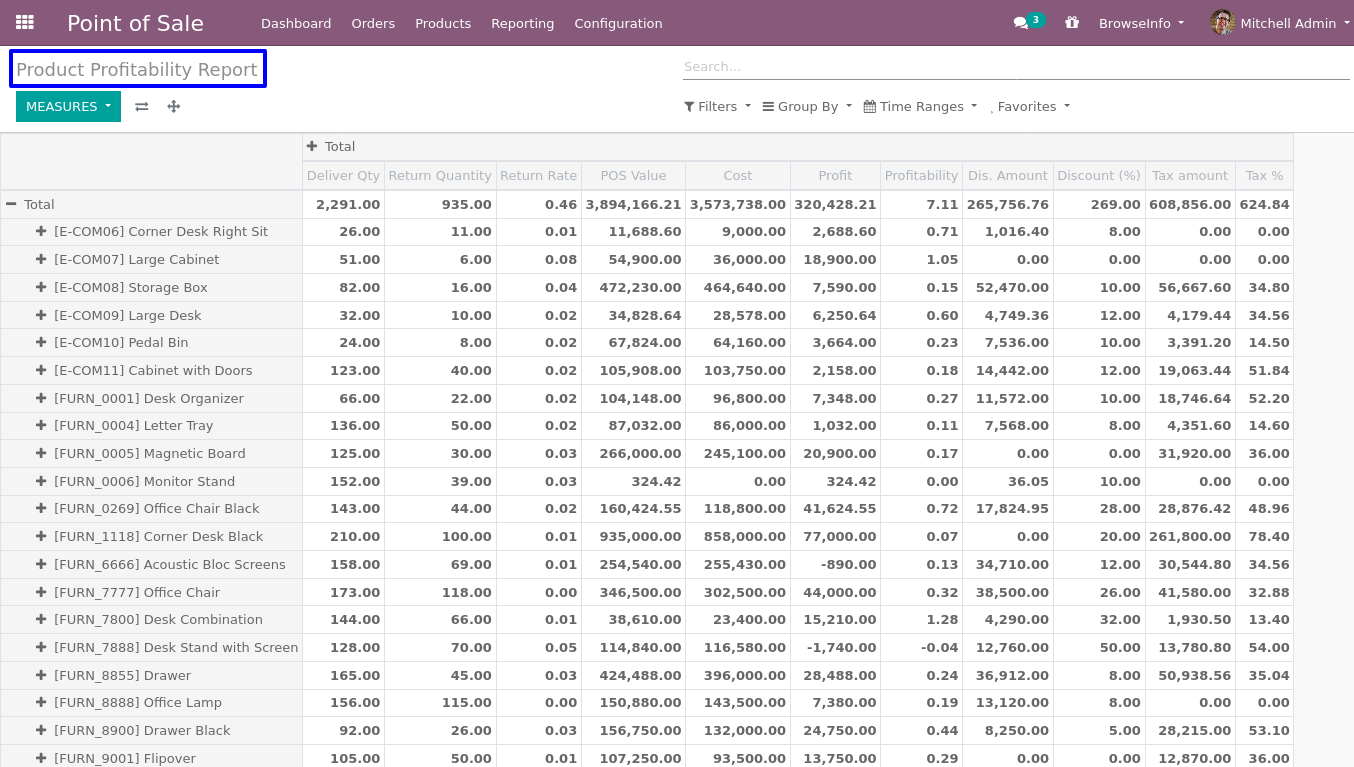 Point of Sale Dashboard Orders Products Reporting Configuration 3 BrowseInfo Mitchell Admin
Product Profitability Report Search...
MEASURES Filters Group By Time Ranges Favorites
Total
Deliver Qty Return Quantity Return Rate POS Value Cost Profit Profitability Dis. Amount Discount (%) Tax amount Tax %
Total 2,291.00 935.00 0.46 3,894,166.21 3,573,738.00 320,428.21 7.11 265,756.76 269.00 608,856.00 624.84
[E-COM06] Corner Desk Right Sit 26.00 11.00 0.01 11,688.60 9,000.00 2,688.60 0.71 1,016.40 8.00 0.00 0.00
[E-COM07] Large Cabinet 51.00 6.00 0.08 54,900.00 36,000.00 18,900.00 1.05 0.00 0.00 0.00 0.00
[E-COM08] Storage Box 82.00 16.00 0.04 472,230.00 464,640.00 7,590.00 0.15 52,470.00 10.00 56,667.60 34.80
[E-COM09] Large Desk 32.00 10.00 0.02 34,828.64 28,578.00 6,250.64 0.60 4,749.36 12.00 4,179.44 34.56
[E-COM10] Pedal Bin 24.00 8.00 0.02 67,824.00 64,160.00 3,664.00 0.23 7,536.00 10.00 3,391.20 14.50
[E-COM11] Cabinet with Doors 123.00 40.00 0.02 105,908.00 103,750.00 2,158.00 0.18 14,442.00 12.00 19,063.44 51.84
[FURN_0001] Desk Organizer 66.00 22.00 0.02 104,148.00 96,800.00 7,348.00 0.27 11,572.00 10.00 18,746.64 52.20
[FURN_0004] Letter Tray 136.00 50.00 0.02 87,032.00 86,000.00 1,032.00 0.11 7,568.00 8.00 4,351.60 14.60
[FURN_0005] Magnetic Board 125.00 30.00 0.03 266,000.00 245,100.00 20,900.00 0.17 0.00 0.00 31,920.00 36.00
[FURN_0006] Monitor Stand 152.00 39.00 0.03 324.42 0.00 324.42 0.00 36.05 10.00 0.00 0.00
[FURN_0269] Office Chair Black 143.00 44.00 0.02 160,424.55 118,800.00 41,624.55 0.72 17,824.95 28.00 28,876.42 48.96
[FURN_1118] Corner Desk Black 210.00 100.00 0.01 935,000.00 858,000.00 77,000.00 0.07 0.00 20.00 261,800.00 78.40
[FURN_6666] Acoustic Bloc Screens 158.00 69.00 0.01 254,540.00 255,430.00 -890.00 0.13 34,710.00 12.00 30,544.80 34.56
[FURN_7777] Office Chair 173.00 118.00 0.00 346,500.00 302,500.00 44,000.00 0.32 38,500.00 26.00 41,580.00 32.88
[FURN_7800] Desk Combination 144.00 66.00 0.01 38,610.00 23,400.00 15,210.00 1.28 4,290.00 32.00 1,930.50 13.40
[FURN_7888] Desk Stand with Screen 128.00 70.00 0.05 114,840.00 116,580.00 -1,740.00 -0.04 12,760.00 50.00 13,780.80 54.00
[FURN_8855] Drawer 165.00 45.00 0.03 424,488.00 396,000.00 28,488.00 0.24 36,912.00 8.00 50,938.56 35.04
[FURN_8888] Office Lamp 156.00 115.00 0.00 150,880.00 143,500.00 7,380.00 0.19 13,120.00 8.00 0.00 0.00
[FURN_8900] Drawer Black 92.00 26.00 0.03 156,750.00 132,000.00 24,750.00 0.44 8,250.00 5.00 28,215.00 53.10
[FURN_9001] Flipover 105.00 50.00 0.01 107,250.00 93,500.00 13,750.00 0.29 0.00 0.00 12,870.00 36.00